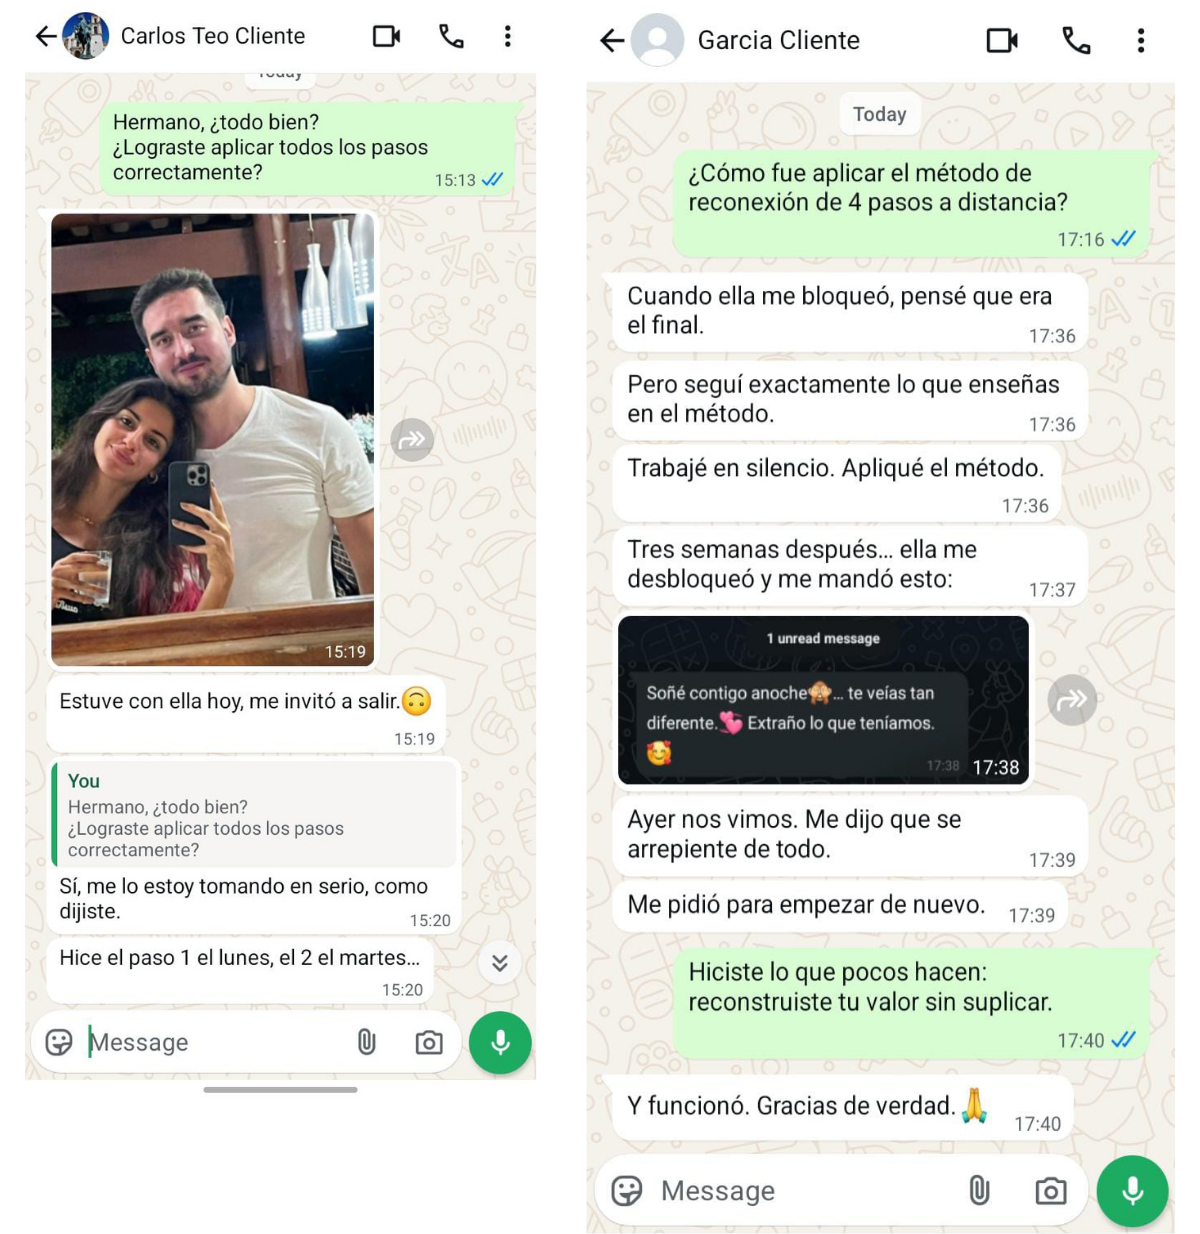 Carlos Teo Cliente
Today
Hermano, ¿todo bien?
¿Lograste aplicar todos los pasos
correctamente?
15:13
15:19
Estuve con ella hoy, me invitó a salir.🙃
15:19
You
Hermano, ¿todo bien?
¿Lograste aplicar todos los pasos
correctamente?
Sí, me lo estoy tomando en serio, como
dijiste.
15:20
Hice el paso 1 el lunes, el 2 el martes...
15:20
Message
Garcia Cliente
Today
¿Cómo fue aplicar el método de
reconexión de 4 pasos a distancia?
17:16
Cuando ella me bloqueó, pensé que era
el final.
17:36
Pero seguí exactamente lo que enseñas
en el método.
17:36
Trabajé en silencio. Apliqué el método.
17:36
Tres semanas después... ella me
desbloqueó y me mandó esto:
17:37
1 unread message
Soñé contigo anoche🙈... te veías tan
diferente.💞 Extraño lo que teníamos.
🥰
17:38 17:38
Ayer nos vimos. Me dijo que se
arrepiente de todo.
17:39
Me pidió para empezar de nuevo.
17:39
Hiciste lo que pocos hacen:
reconstruiste tu valor sin suplicar.
17:40
Y funcionó. Gracias de verdad.🙏
17:40
Message